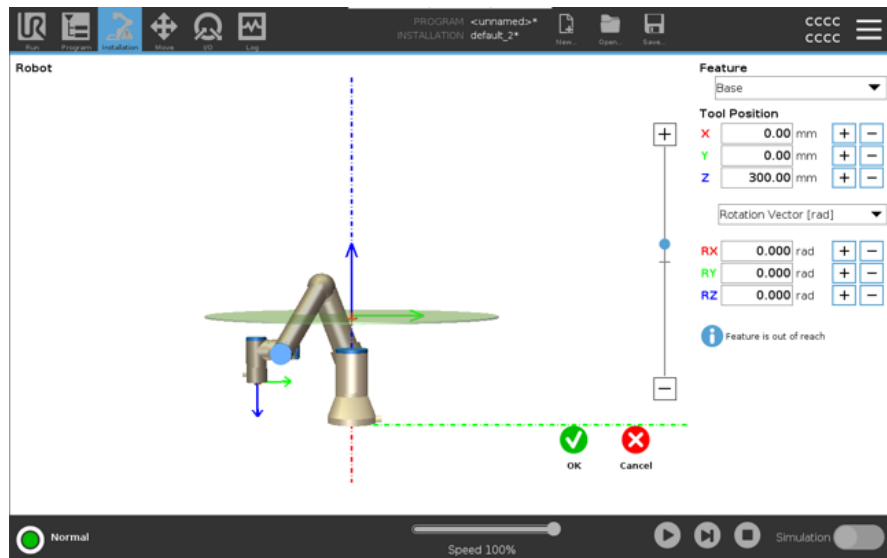 UR
PROGRAM <unnamed>*
INSTALLATION default_2*
Run Program Installation Move I/O Log
New... Open... Save...
CCCC
CCCC
Robot
Feature
Base
Tool Position
X 0.00 mm + −
Y 0.00 mm + −
Z 300.00 mm + −
Rotation Vector [rad]
RX 0.000 rad + −
RY 0.000 rad + −
RZ 0.000 rad + −
Feature is out of reach
+
−
OK Cancel
Normal
Speed 100%
Simulation